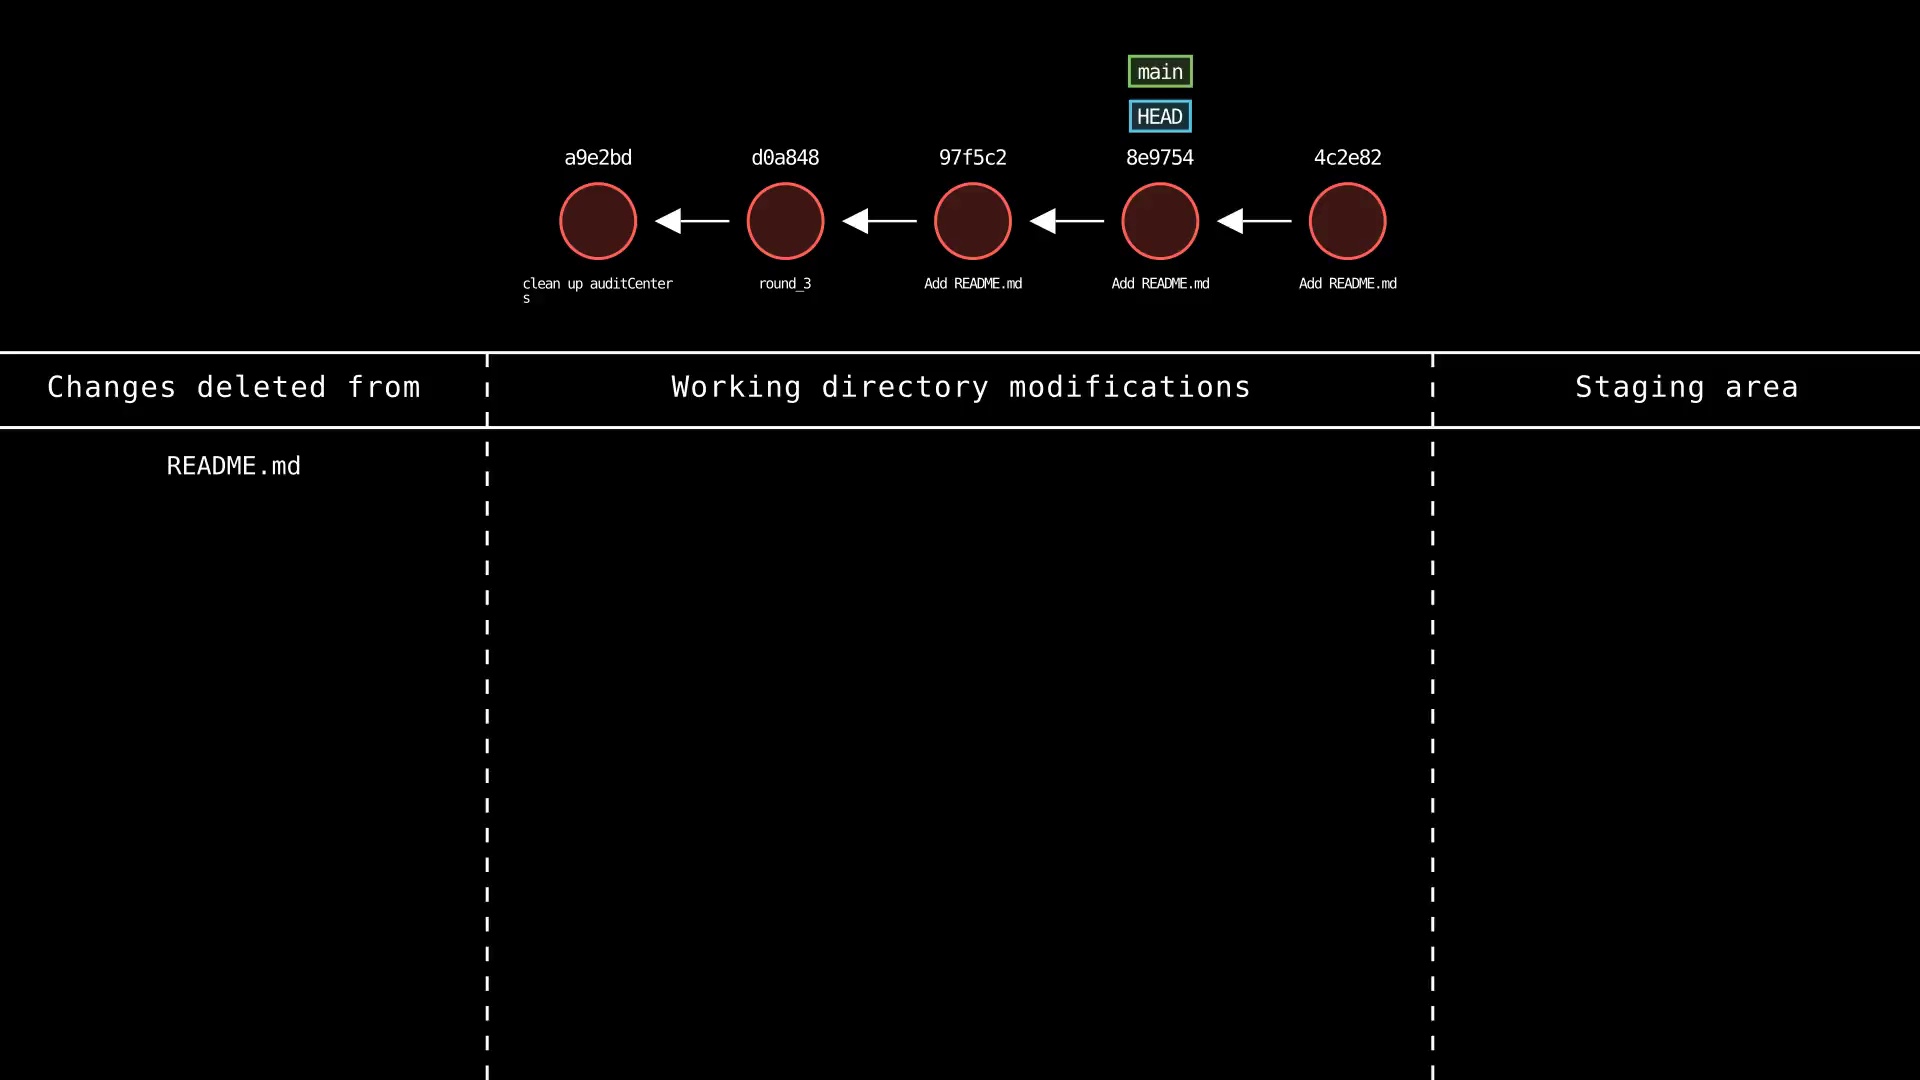 main
HEAD
a9e2bd d0a848 97f5c2 8e9754 4c2e82
clean up auditCenter
s
round_3
Add README.md
Add README.md
Add README.md
Changes deleted from
Working directory modifications
Staging area
README.md